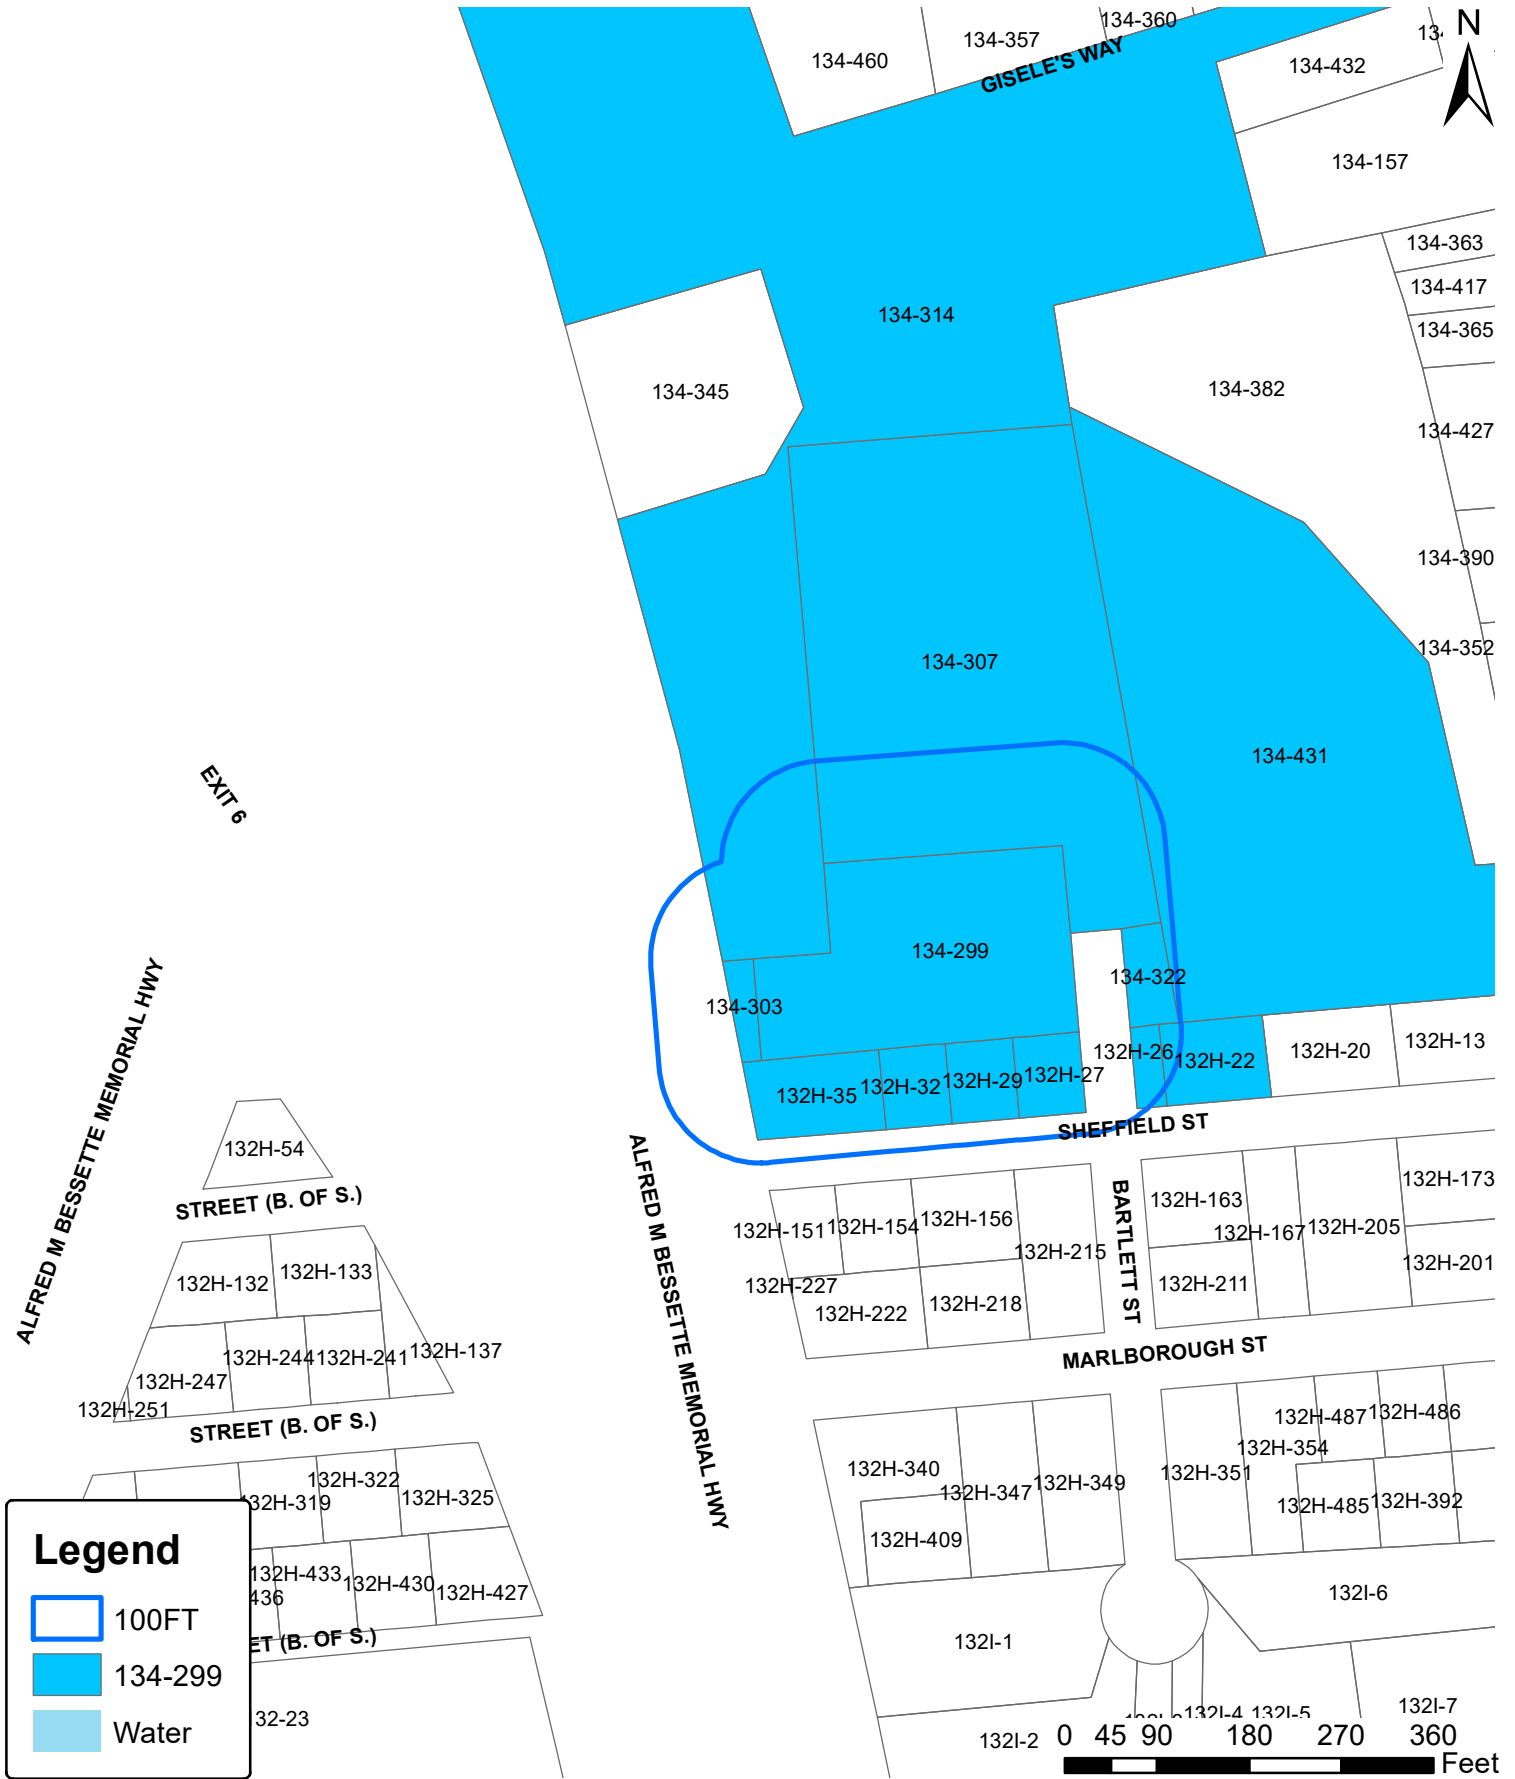 134-360
N
134-357
134-460
134-432
GISELE'S WAY
134-157
134-363
134-417
134-314
134-365
134-345
134-382
134-427
134-390
134-352
134-307
134-431
EXIT 6
134-299
134-322
134-303
ALFRED M BESSETTE MEMORIAL HWY
132H-13
132H-20
132H-26
132H-22
132H-27
132H-29
132H-32
132H-35
SHEFFIELD ST
132H-54
STREET (B. OF S.)
ALFRED M BESSETTE MEMORIAL HWY
132H-173
132H-163
132H-156
132H-154
132H-151
132H-167
132H-205
132H-215
BARTLETT ST
132H-201
132H-133
132H-132
132H-227
132H-211
132H-218
132H-222
132H-137
132H-241
132H-244
132H-247
132H-251
MARLBOROUGH ST
STREET (B. OF S.)
132H-486
132H-487
132H-354
132H-351
132H-340
132H-349
132H-347
132H-322
132H-319
132H-325
132H-485
132H-392
132H-409
132H-433
132H-430
132H-427
436
132I-6
132I-1
ET (B. OF S.)
132I-7
132I-4
132I-5
132I-2
32-23
Legend
100FT
134-299
Water
0 45 90 180 270 360
Feet